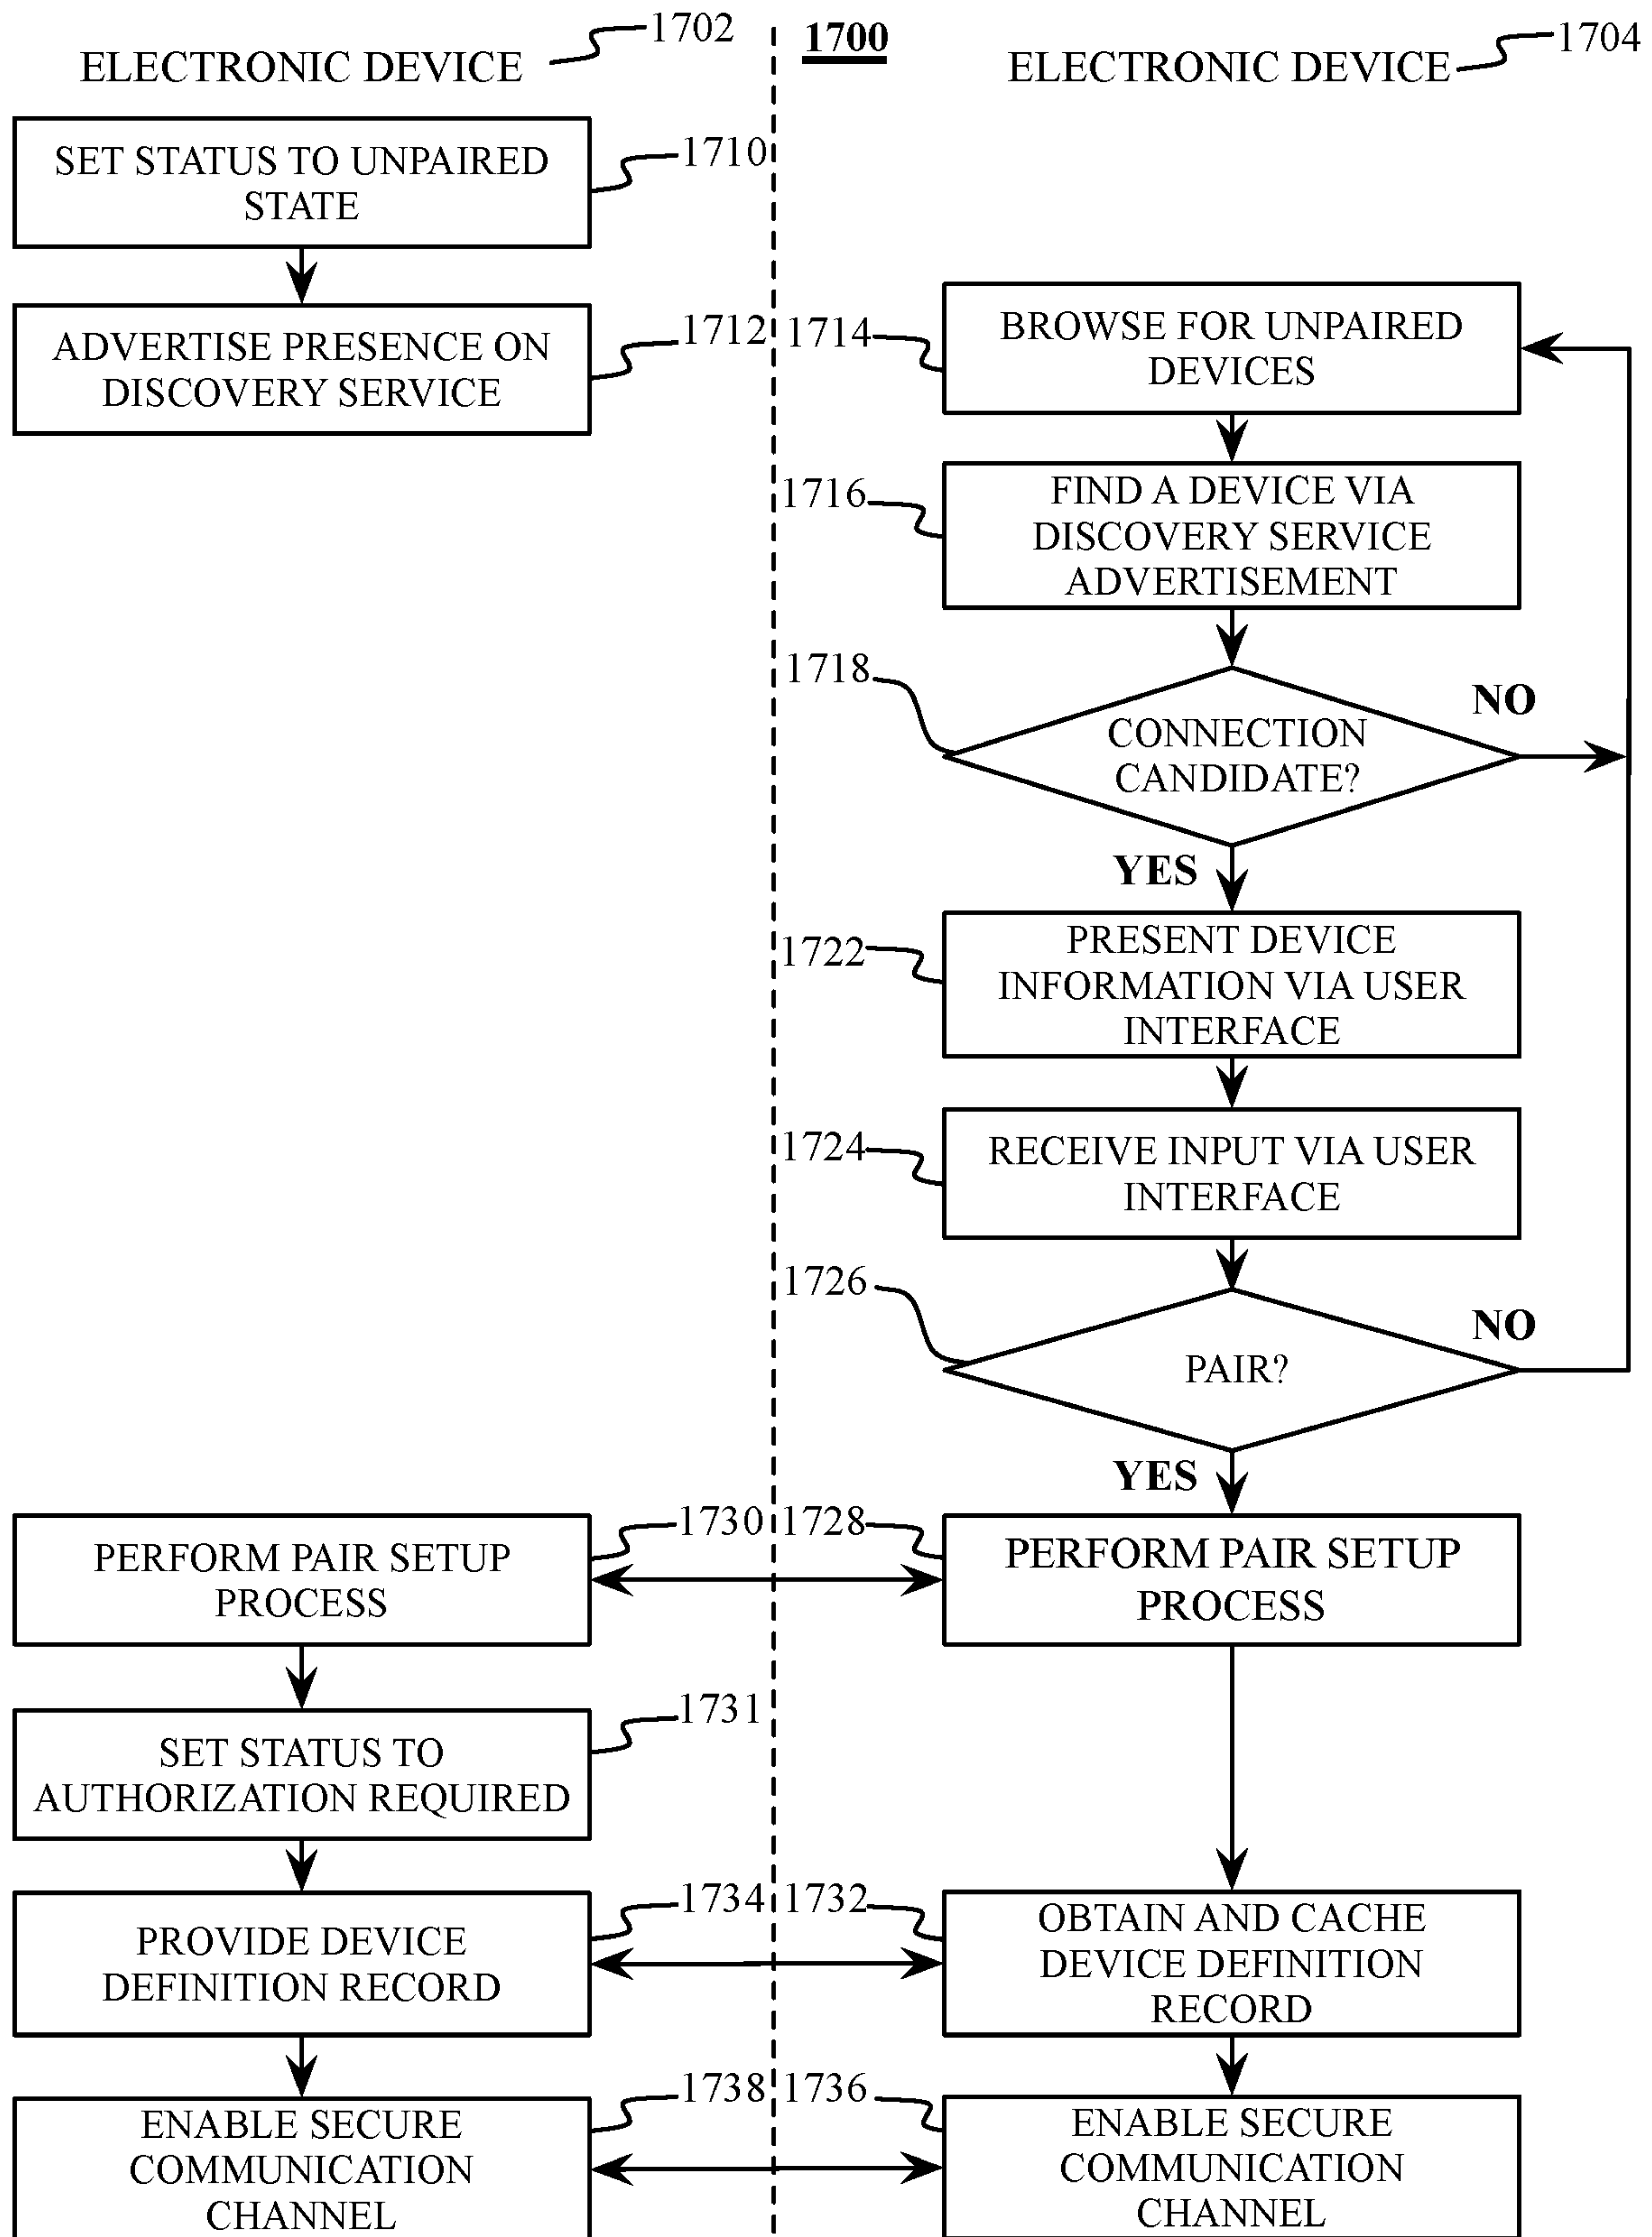 1702
1700
1704
ELECTRONIC DEVICE
ELECTRONIC DEVICE
SET STATUS TO UNPAIRED
STATE
1710
ADVERTISE PRESENCE ON
DISCOVERY SERVICE
1712
1714
BROWSE FOR UNPAIRED
DEVICES
1716
FIND A DEVICE VIA
DISCOVERY SERVICE
ADVERTISEMENT
1718
CONNECTION
CANDIDATE?
NO
YES
1722
PRESENT DEVICE
INFORMATION VIA USER
INTERFACE
1724
RECEIVE INPUT VIA USER
INTERFACE
1726
PAIR?
NO
YES
1730
PERFORM PAIR SETUP
PROCESS
1728
PERFORM PAIR SETUP
PROCESS
1731
SET STATUS TO
AUTHORIZATION REQUIRED
1734
PROVIDE DEVICE
DEFINITION RECORD
1732
OBTAIN AND CACHE
DEVICE DEFINITION
RECORD
1738
ENABLE SECURE
COMMUNICATION
CHANNEL
1736
ENABLE SECURE
COMMUNICATION
CHANNEL